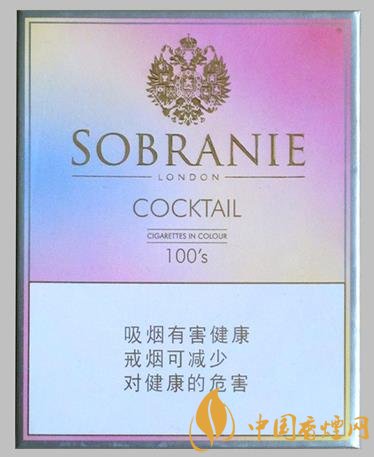 SOBRANIE
LONDON
COCKTAIL
CIGARETTES IN COLOUR
100's
吸烟有害健康
戒烟可减少
对健康的危害
中国香烟网